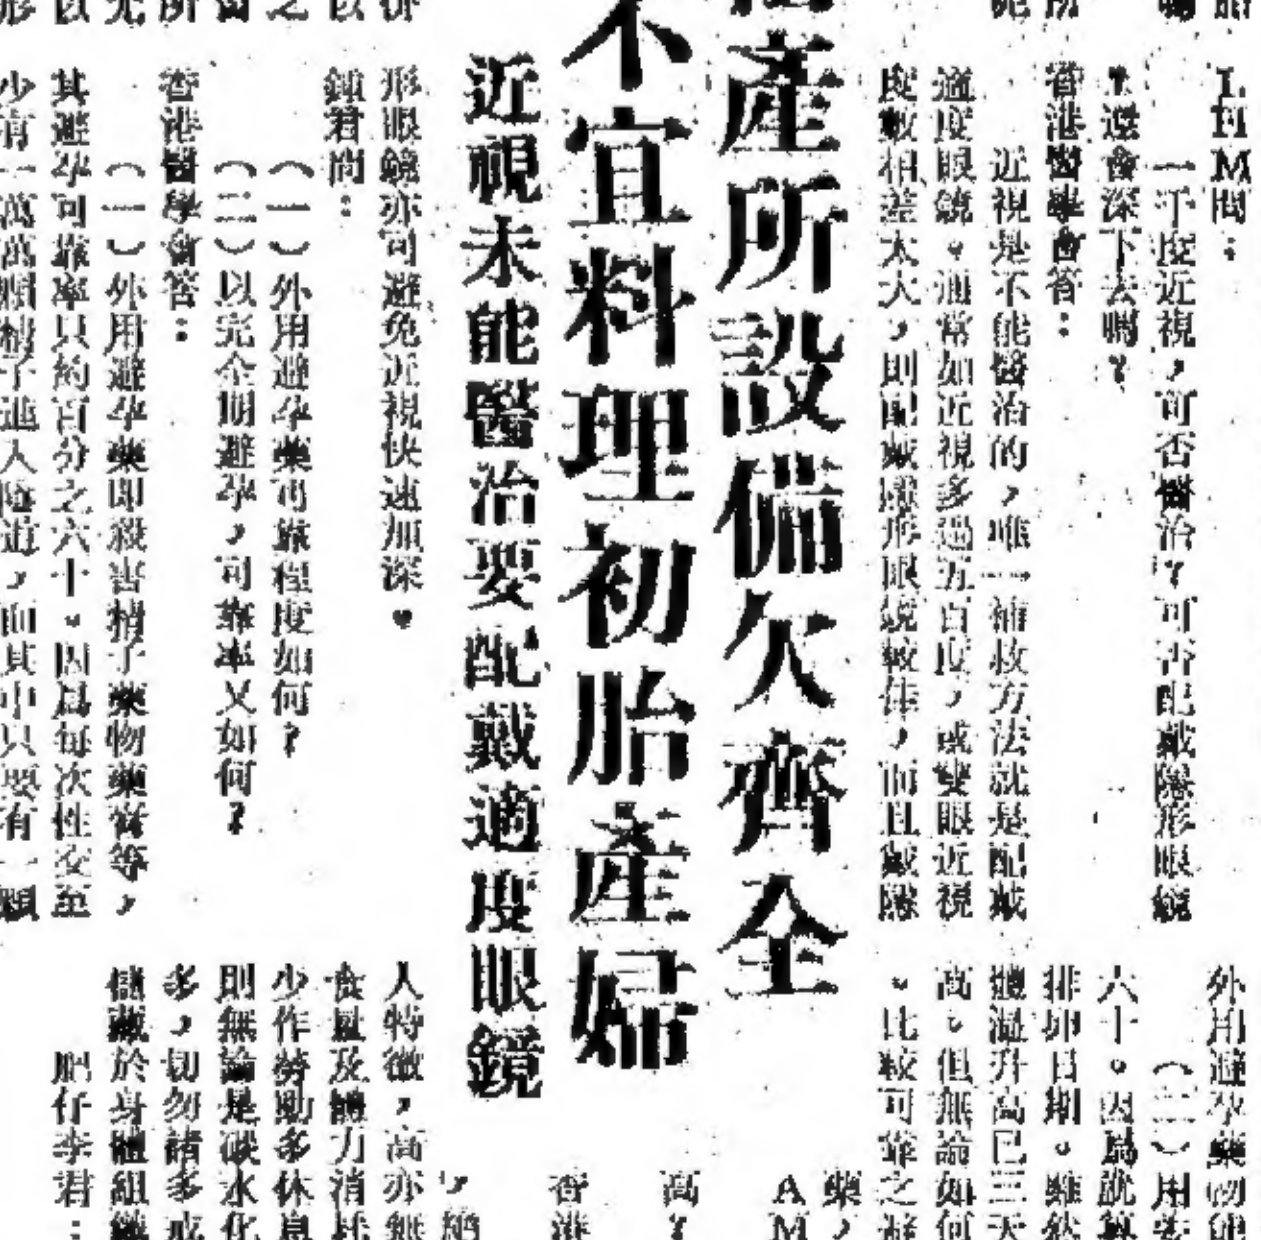 L.H.M問：
一千度近視，可否醫治？可否配戴隱形眼鏡
？還會深下去嗎？
香港醫學會答：
近視是不能醫治的，唯一補救方法就是配戴
適度眼鏡。通常如近視多過五百度，或雙眼近視
度數相差太大，則配戴隱形眼鏡較佳，而且戴隱
產所設備欠齊全
不宜料理初胎產婦
近視未能醫治要配戴適度眼鏡
形眼鏡亦可避免近視快速加深。
鎮君問：
（一）外用避孕藥可靠程度如何？
（二）以完全期避孕，可靠率又如何？
香港醫學會答：
（一）外用避孕藥即殺害精子藥物藥膏等，
其避孕可靠率只約百分之六十。因爲每次性交至
少有一萬萬顆精子進入陰道，而其中只要有一顆
外用避孕藥物
（二）用安
六十。因爲就算
排卵日期。雖然
體溫升高已三天
高。但無論如何
。比較可靠之避
藥，
AM
高？
香港
人特徵，高亦無
食量及體力消耗
少作勞動多休息
則無論是碳水化
多，切勿諸多戒
儲藏於身體組織
肥仔李君：